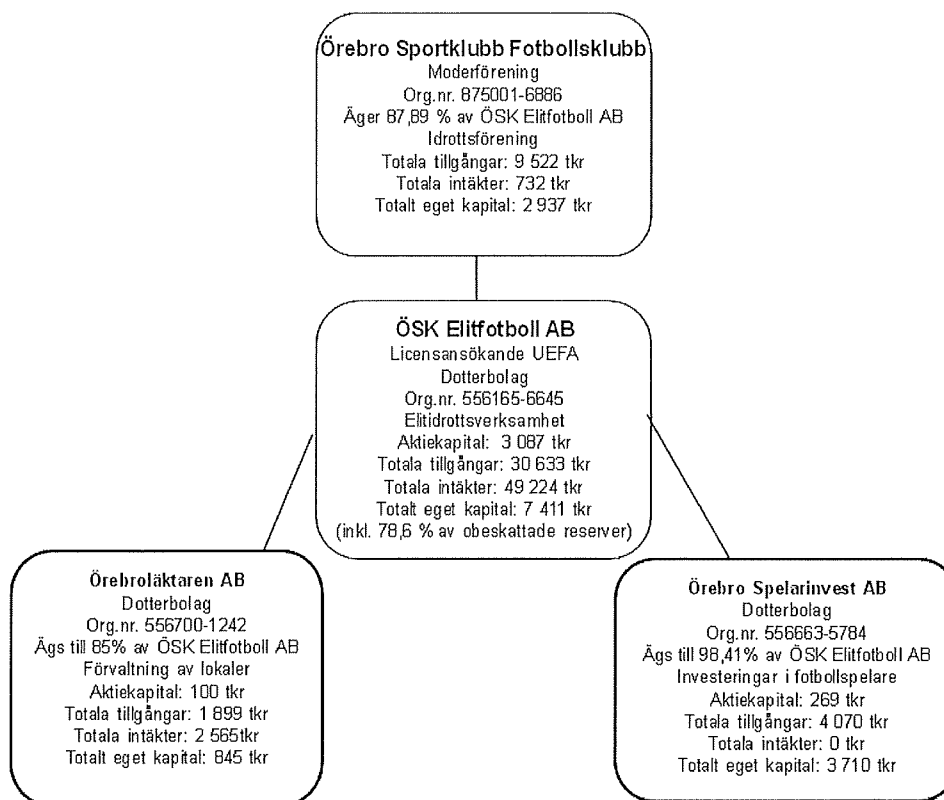 Örebro Sportklubb Fotbollsklubb
Moderförening
Org.nr. 875001-6886
Äger 87,89 % av ÖSK Elitfotboll AB
Idrottsförening
Totala tillgångar: 9 522 tkr
Totala intäkter: 732 tkr
Totalt eget kapital: 2 937 tkr
ÖSK Elitfotboll AB
Licensansökande UEFA
Dotterbolag
Org.nr. 556165-6645
Elitidrottsverksamhet
Aktiekapital: 3 087 tkr
Totala tillgångar: 30 633 tkr
Totala intäkter: 49 224 tkr
Totalt eget kapital: 7 411 tkr
(inkl. 78,6 % av obeskattade reserver)
Örebroläktaren AB
Dotterbolag
Org.nr. 556700-1242
Ägs till 85% av ÖSK Elitfotboll AB
Förvaltning av lokaler
Aktiekapital: 100 tkr
Totala tillgångar: 1 899 tkr
Totala intäkter: 2 565tkr
Totalt eget kapital: 845 tkr
Örebro Spelarinvest AB
Dotterbolag
Org.nr. 556663-5784
Ägs till 98,41% av ÖSK Elitfotboll AB
Investeringar i fotbollspelare
Aktiekapital: 269 tkr
Totala tillgångar: 4 070 tkr
Totala intäkter: 0 tkr
Totalt eget kapital: 3 710 tkr